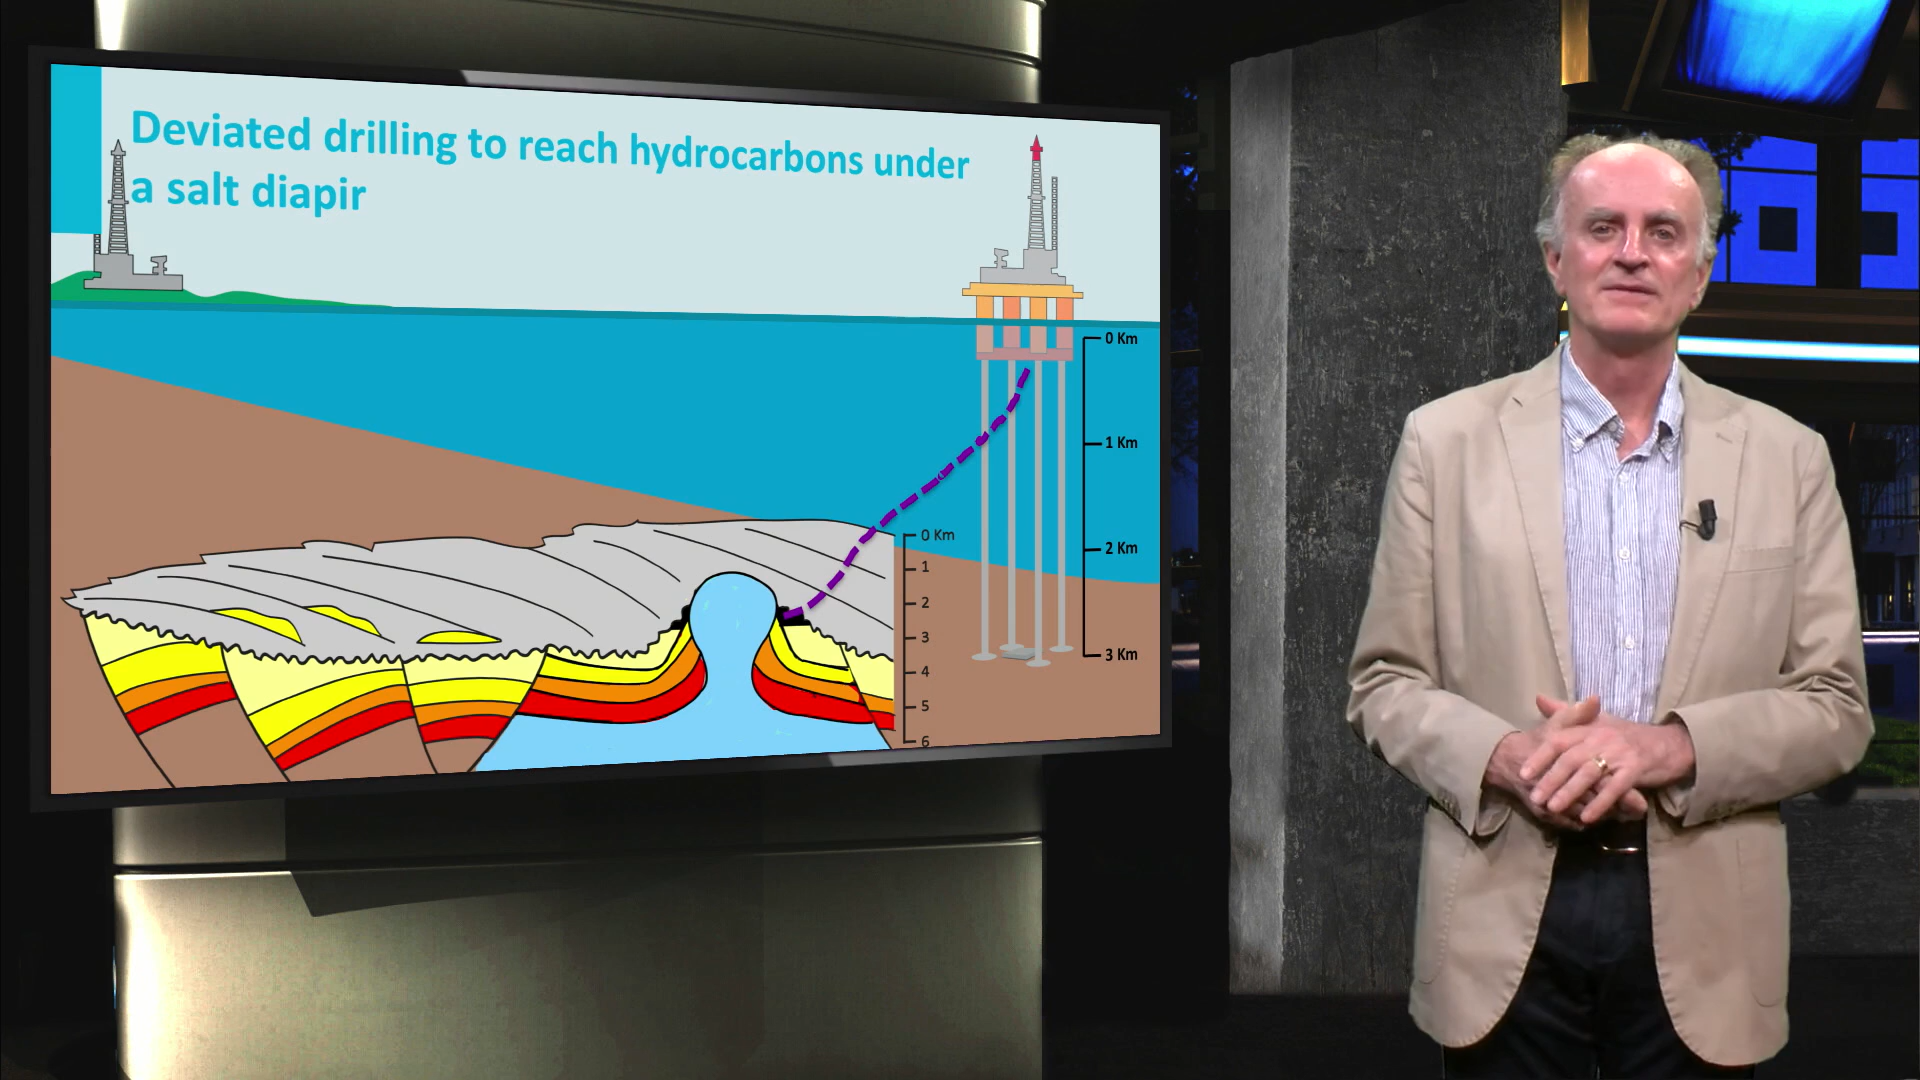 Deviated drilling to reach hydrocarbons under
a salt diapir
0 Km
1 Km
2 Km
3 Km
0 Km
1
2
3
4
5
6